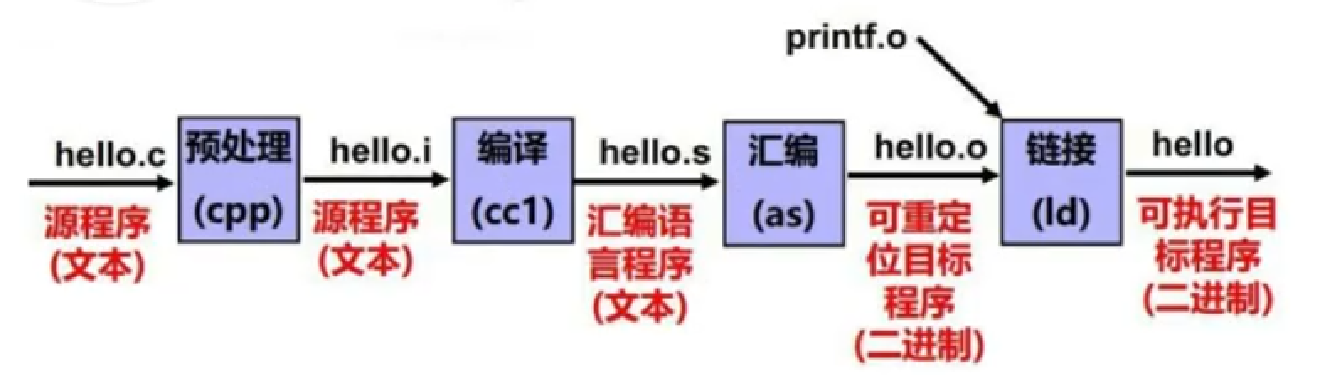 printf.o
hello.c
预处理
(cpp)
hello.i
编译
(cc1)
hello.s
汇编
(as)
hello.o
链接
(ld)
hello
源程序
(文本)
源程序
(文本)
汇编语
言程序
(文本)
可重定
位目标
程序
(二进制)
可执行目
标程序
(二进制)